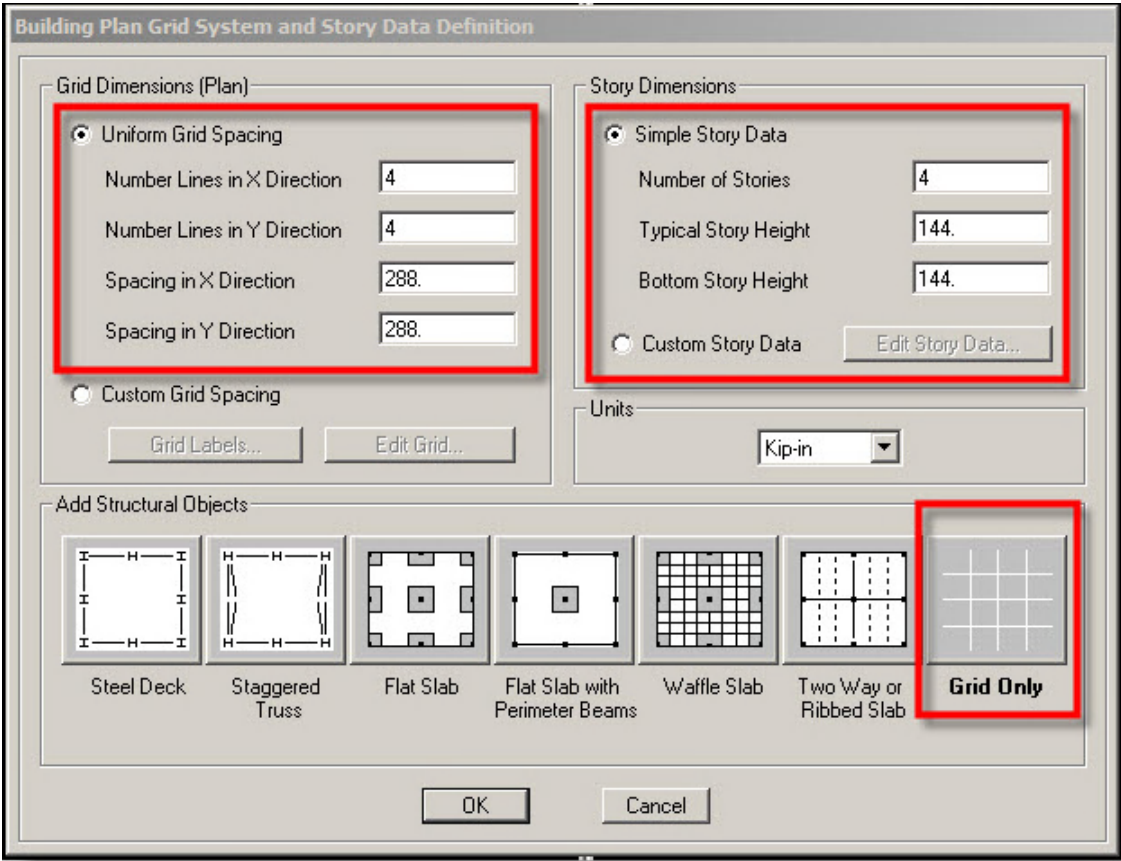 Building Plan Grid System and Story Data Definition
Grid Dimensions (Plan)
Uniform Grid Spacing
Number Lines in X Direction 4
Number Lines in Y Direction 4
Spacing in X Direction 288.
Spacing in Y Direction 288.
Custom Grid Spacing
Grid Labels... Edit Grid...
Story Dimensions
Simple Story Data
Number of Stories 4
Typical Story Height 144.
Bottom Story Height 144.
Custom Story Data Edit Story Data...
Units
Kip-in
Add Structural Objects
Steel Deck
Staggered
Truss
Flat Slab
Flat Slab with
Perimeter Beams
Waffle Slab
Two Way or
Ribbed Slab
Grid Only
OK Cancel